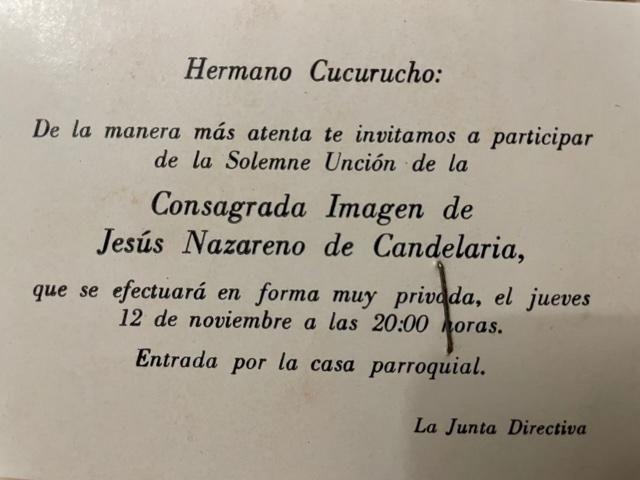 Hermano Cucurucho:
De la manera más atenta te invitamos a participar
de la Solemne Unción de la
Consagrada Imagen de
Jesús Nazareno de Candelaria,
que se efectuará en forma muy privada, el jueves
12 de noviembre a las 20:00 horas.
Entrada por la casa parroquial.
La Junta Directiva